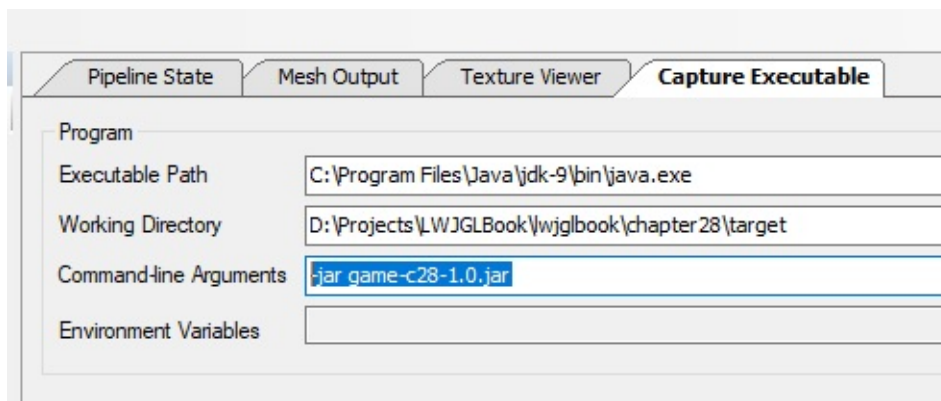 Pipeline State Mesh Output Texture Viewer Capture Executable
Program
Executable Path C:\Program Files\Java\jdk-9\bin\java.exe
Working Directory D:\Projects\LWJGLBook\lwjglbook\chapter28\target
Command-line Arguments -jar game-c28-1.0.jar
Environment Variables